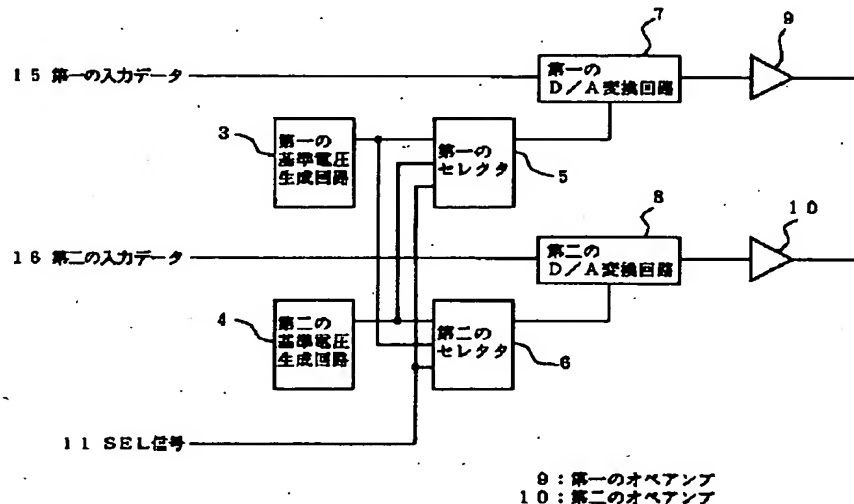 7
9
15 第一の入力データ
第一の
D/A変換回路
3
第一の
基準電圧
生成回路
第一の
セレクタ
5
8
10
16 第二の入力データ
第二の
D/A変換回路
4
第二の
基準電圧
生成回路
第二の
セレクタ
6
11 SEL信号
9:第一のオペアンプ
10:第二のオペアンプ